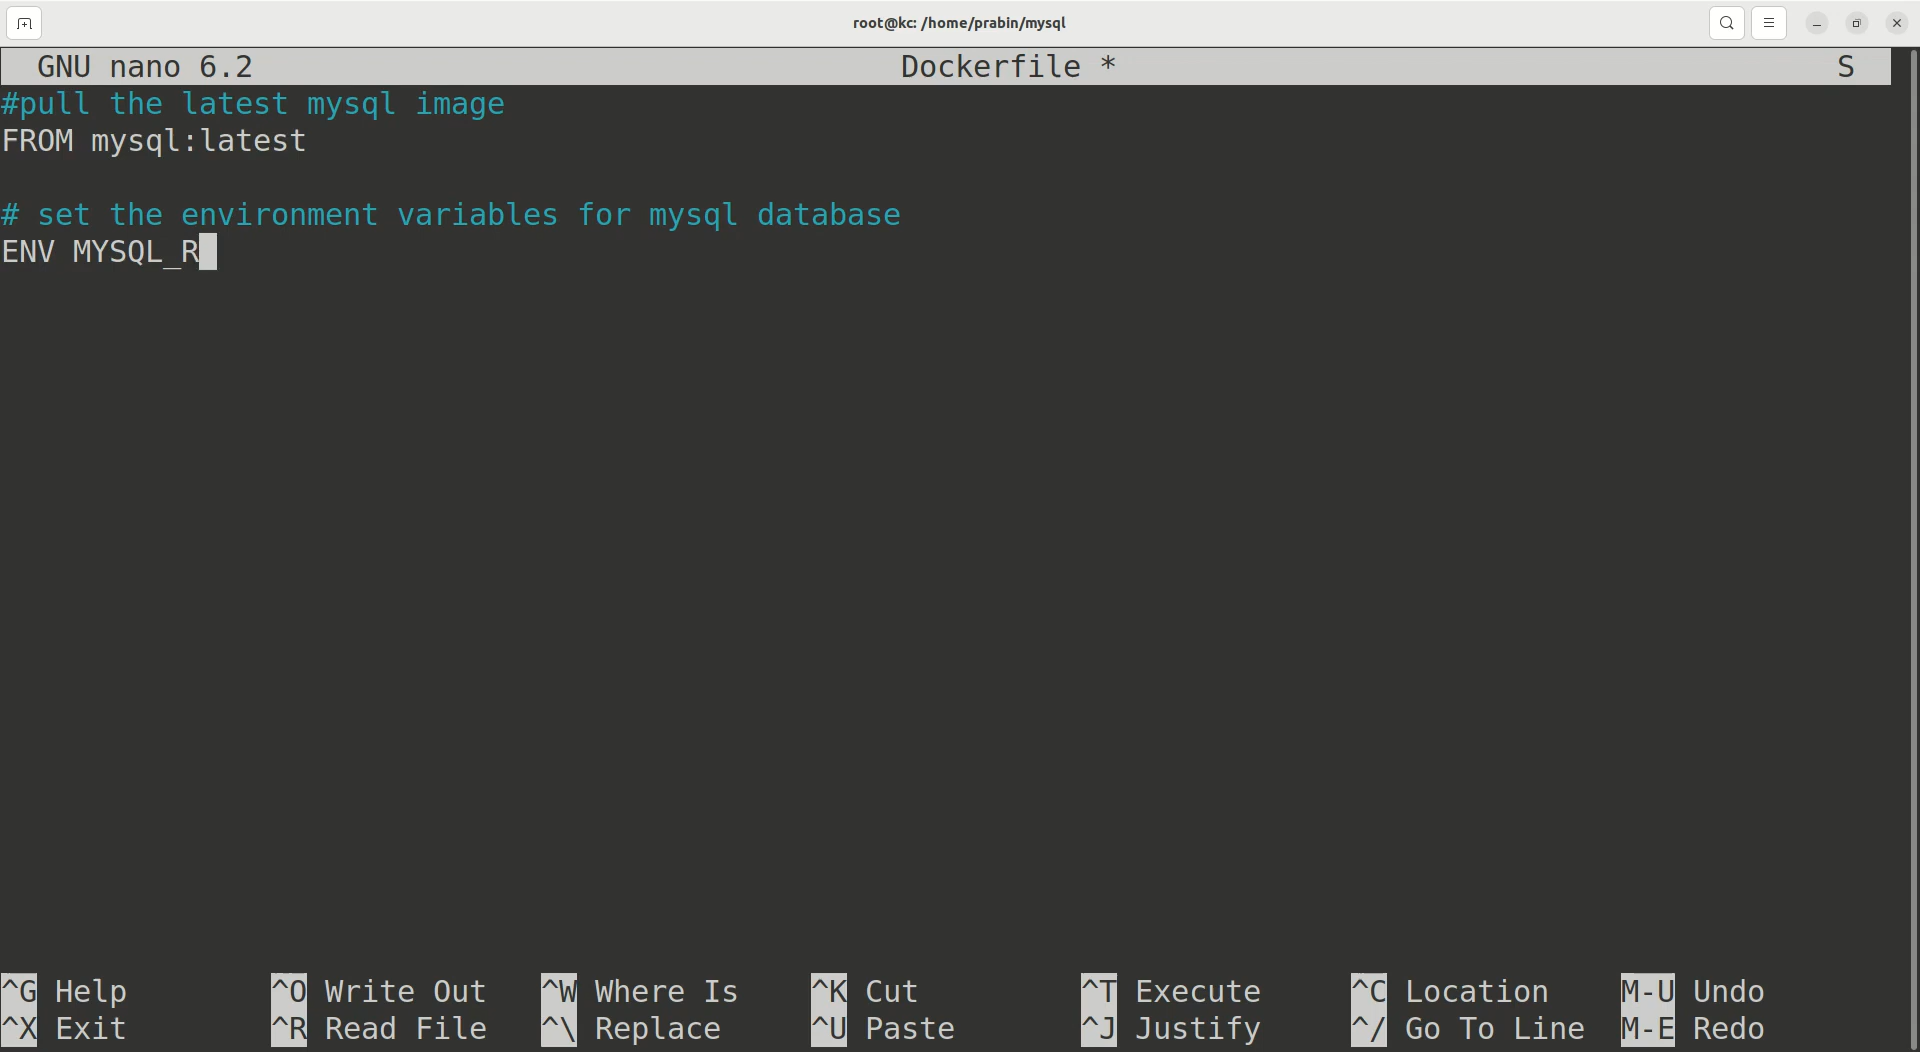 root@kc: /home/prabin/mysql
GNU nano 6.2 Dockerfile * S
#pull the latest mysql image
FROM mysql:latest
# set the environment variables for mysql database
ENV MYSQL_R
^G Help ^O Write Out ^W Where Is ^K Cut ^T Execute ^C Location M-U Undo
^X Exit ^R Read File ^\ Replace ^U Paste ^J Justify ^/ Go To Line M-E Redo